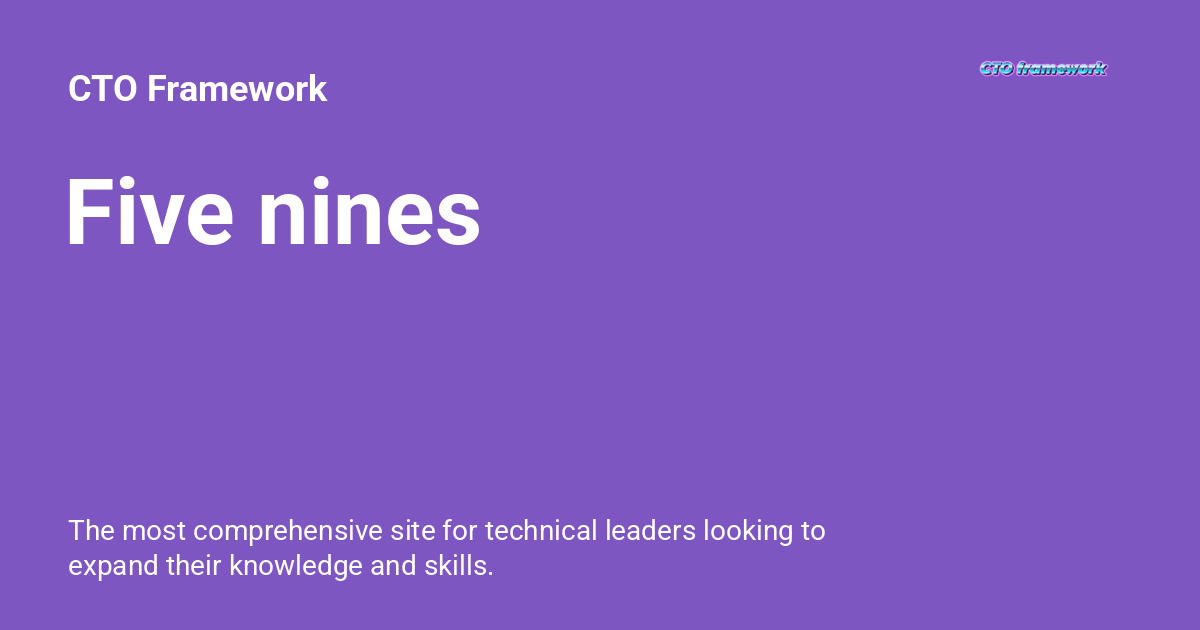 CTO Framework
CTO framework
Five nines
The most comprehensive site for technical leaders looking to
expand their knowledge and skills.